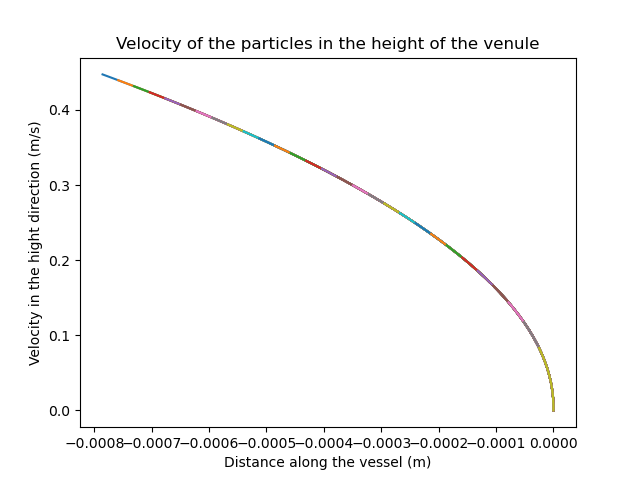 Velocity of the particles in the height of the venule
Velocity in the hight direction (m/s)
0.4
0.3
0.2
0.1
0.0
−0.0008 −0.0007 −0.0006 −0.0005 −0.0004 −0.0003 −0.0002 −0.0001 0.0000
Distance along the vessel (m)